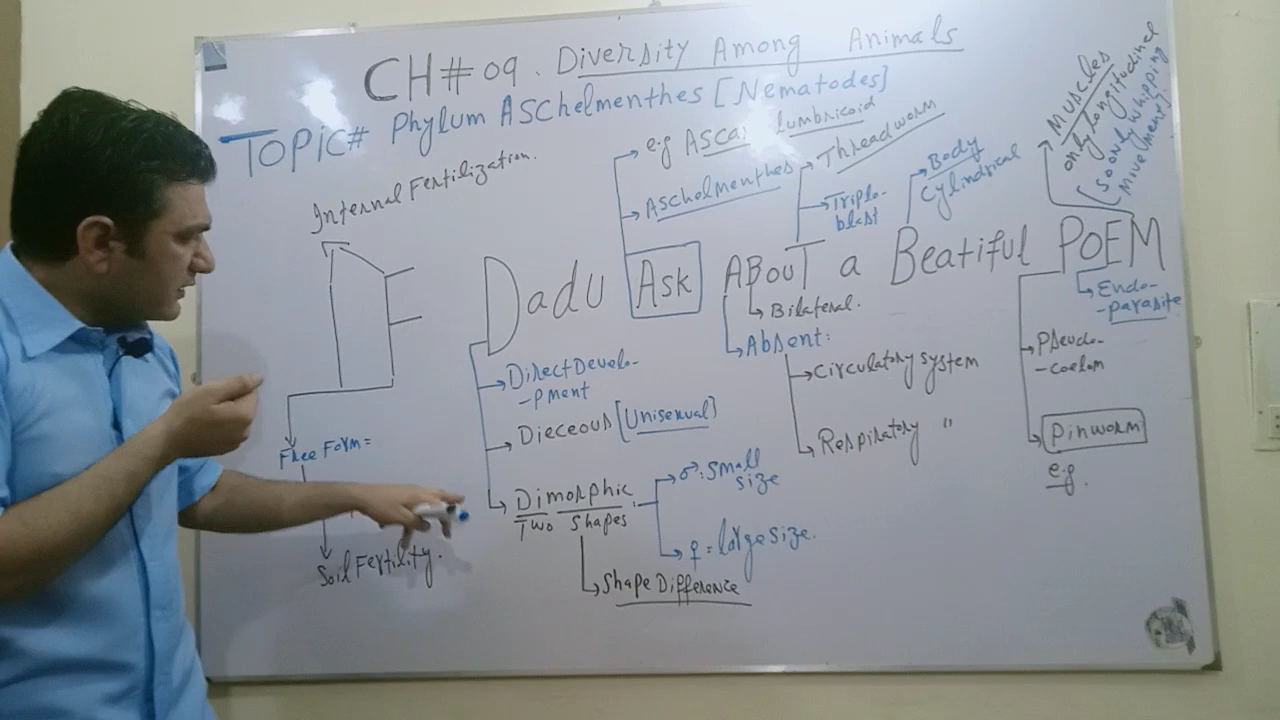 CH# 09. Diversity Among Animals
TOPIC# Phylum ASchelmenthes [Nematodes]
Internal Fertilization.
e.g Ascar lumbricoid
Aschelmenthes
Threadworm
Triplo-
blast
Body
Cylindrical
Muscles
only longitudinal
(so only whipping
movement)
IF Dadu Ask ABouT a Beatiful POEM
Free Form=
Soil Fertility.
Direct Develo-
-pment
Dieceous [Unisexual]
Dimorphic
Two Shapes
♂: Small
size
♀ = large size.
Shape Difference
Bilateral.
Absent:
Circulatory system
Respiratory "
Endo-
-parasite
Pseudo-
-coelom
Pinworm
e.g.